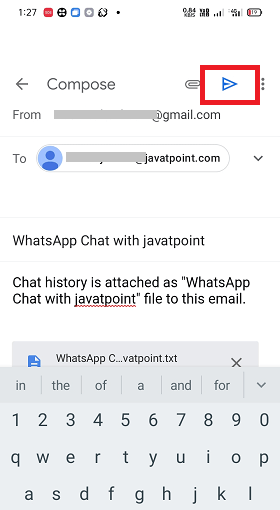 1:27
0.84 KB/S
4G
19
Compose
From @gmail.com
To @javatpoint.com
WhatsApp Chat with javatpoint
Chat history is attached as "WhatsApp
Chat with javatpoint" file to this email.
WhatsApp C...vatpoint.txt
in the of a and for
1 2 3 4 5 6 7 8 9 0
q w e r t y u i o p
a s d f g h j k l